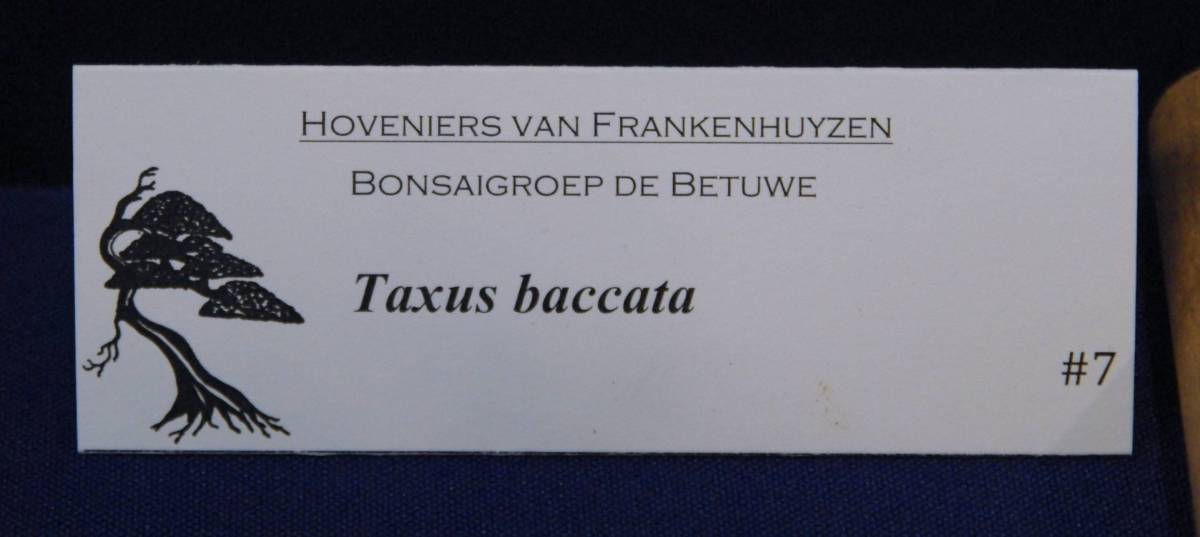 HOVENIERS VAN FRANKENHUYZEN
BONSAIGROEP DE BETUWE
Taxus baccata
#7